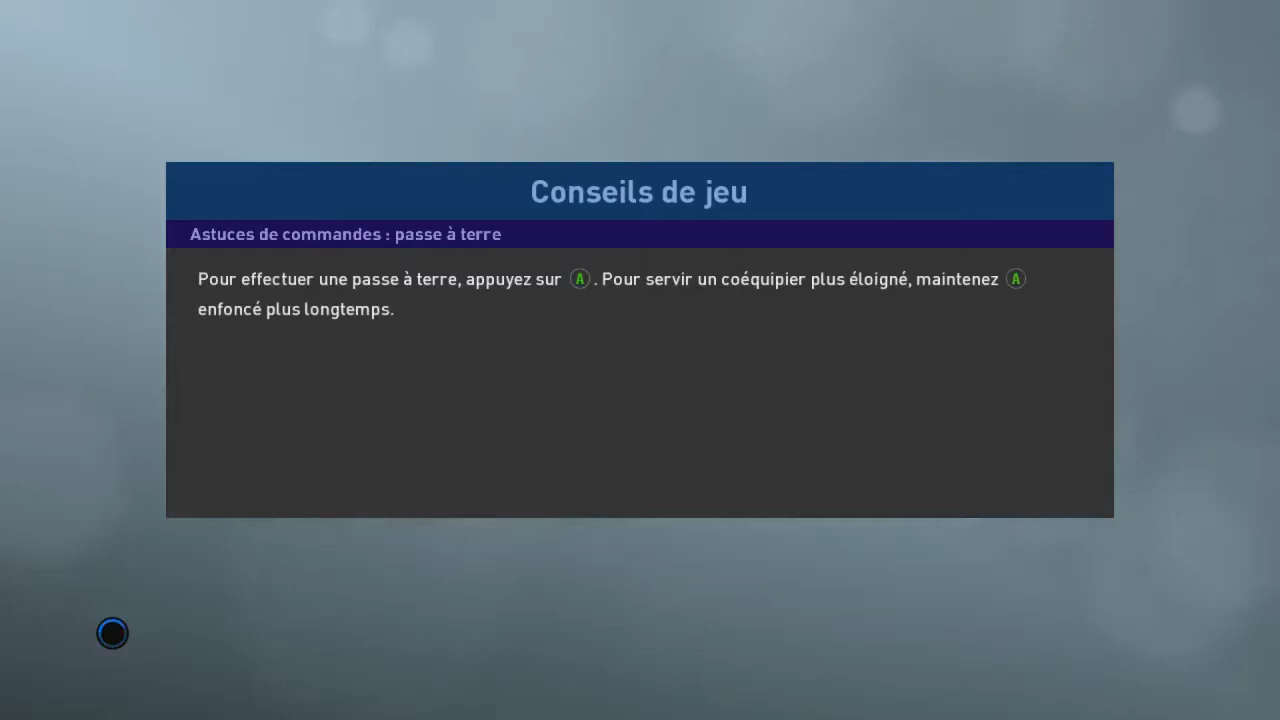 Conseils de jeu
Astuces de commandes : passe à terre
Pour effectuer une passe à terre, appuyez sur A. Pour servir un coéquipier plus éloigné, maintenez A
enfoncé plus longtemps.